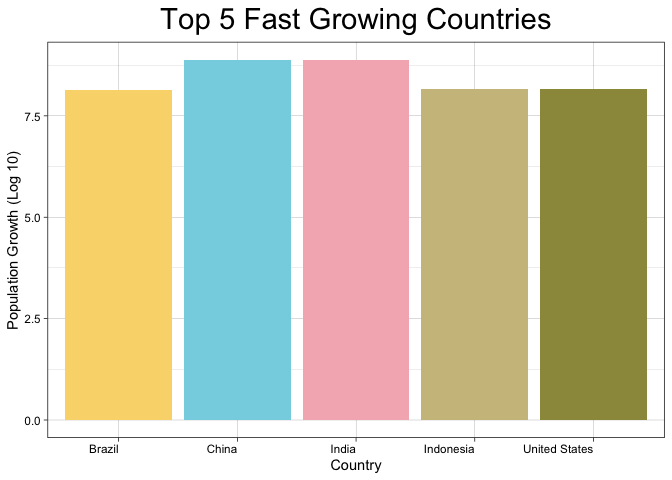 Top 5 Fast Growing Countries
Population Growth (Log 10)
7.5
5.0
2.5
0.0
Brazil China India Indonesia United States
Country